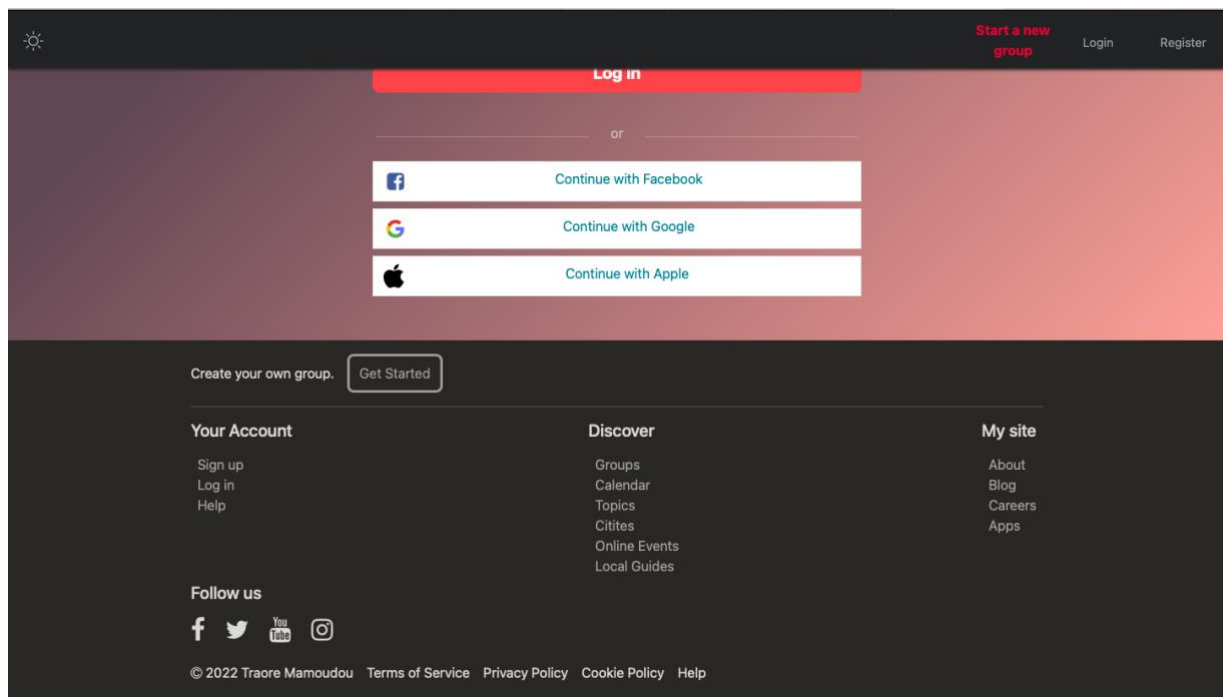 Start a new
group
Login
Register
Log in
or
Continue with Facebook
Continue with Google
Continue with Apple
Create your own group.
Get Started
Your Account
Sign up
Log in
Help
Discover
Groups
Calendar
Topics
Citites
Online Events
Local Guides
My site
About
Blog
Careers
Apps
Follow us
You
Tube
© 2022 Traore Mamoudou Terms of Service Privacy Policy Cookie Policy Help